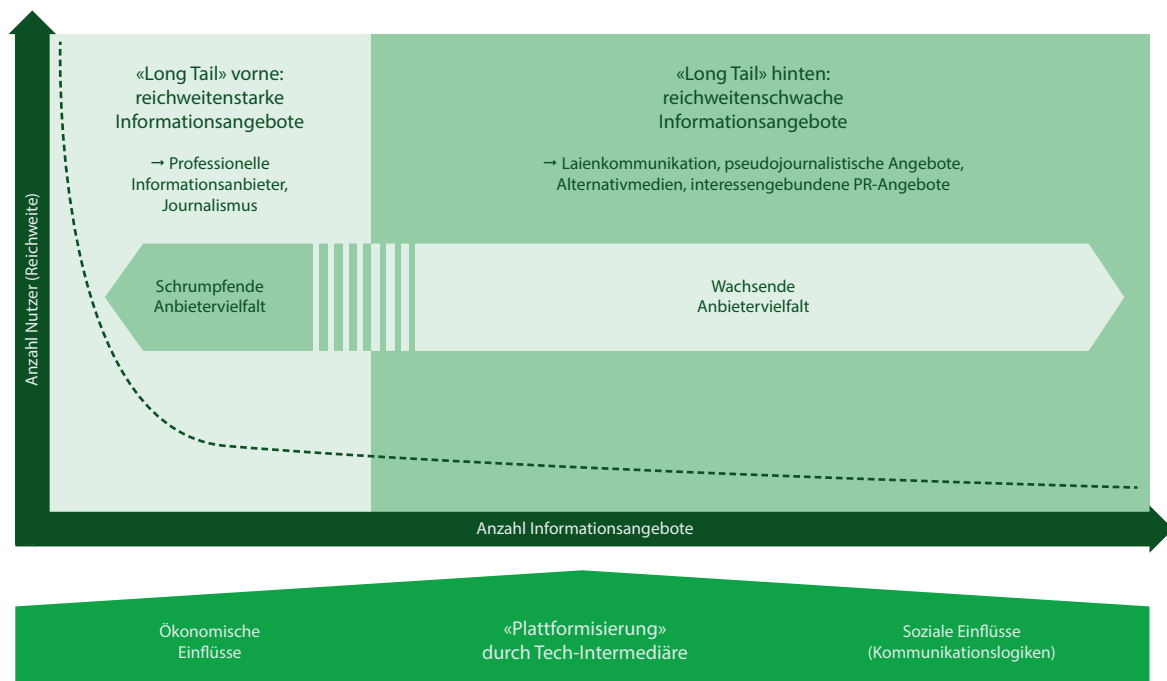 «Long Tail» vorne:
reichweitenstarke
Informationsangebote
→ Professionelle
Informationsanbieter,
Journalismus
«Long Tail» hinten:
reichweitenschwache
Informationsangebote
→ Laienkommunikation, pseudojournalistische Angebote,
Alternativmedien, interessengebundene PR-Angebote
Anzahl Nutzer (Reichweite)
Schrumpfende
Anbietervielfalt
Wachsende
Anbietervielfalt
Anzahl Informationsangebote
Ökonomische
Einflüsse
«Plattformisierung»
durch Tech-Intermediäre
Soziale Einflüsse
(Kommunikationslogiken)